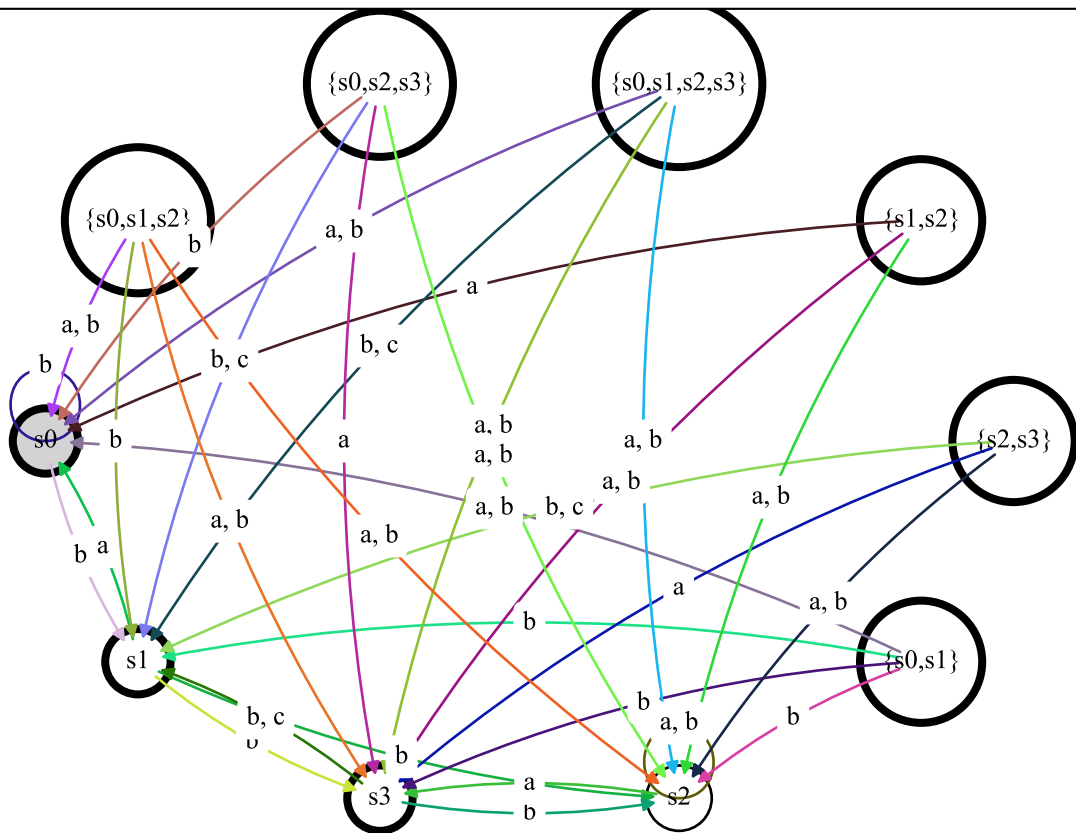 {s0,s2,s3}
{s0,s1,s2,s3}
{s0,s1,s2}
{s1,s2}
b
a, b
a
a, b
b, c
b, c
b
s0
b
a
a, b
a, b
a, b
{s2,s3}
a, b
a, b
a, b
b, c
a, b
a, b
b
a
a
a, b
b
s1
{s0,s1}
b
b
b, c
b
a, b
b
s3
a
s2
b